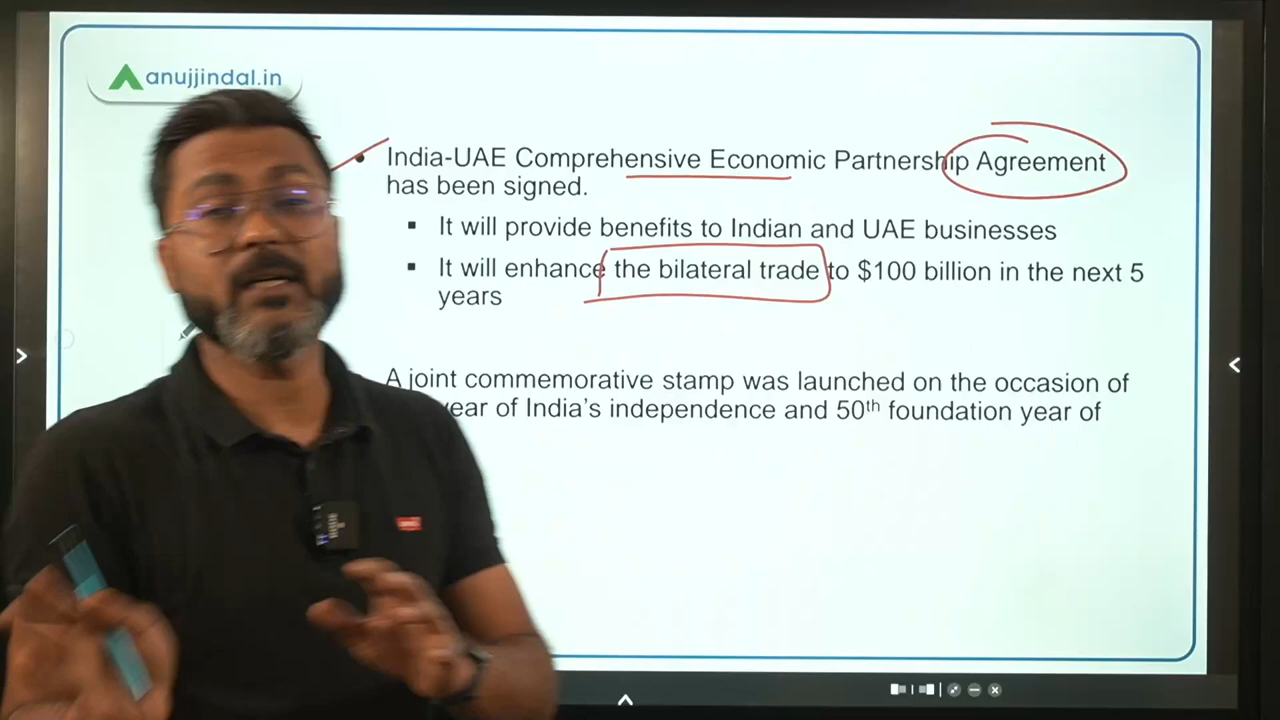 anujjindal.in
India-UAE Comprehensive Economic Partnership Agreement
has been signed.
It will provide benefits to Indian and UAE businesses
It will enhance the bilateral trade to $100 billion in the next 5
years
A joint commemorative stamp was launched on the occasion of
year of India's independence and 50th foundation year of